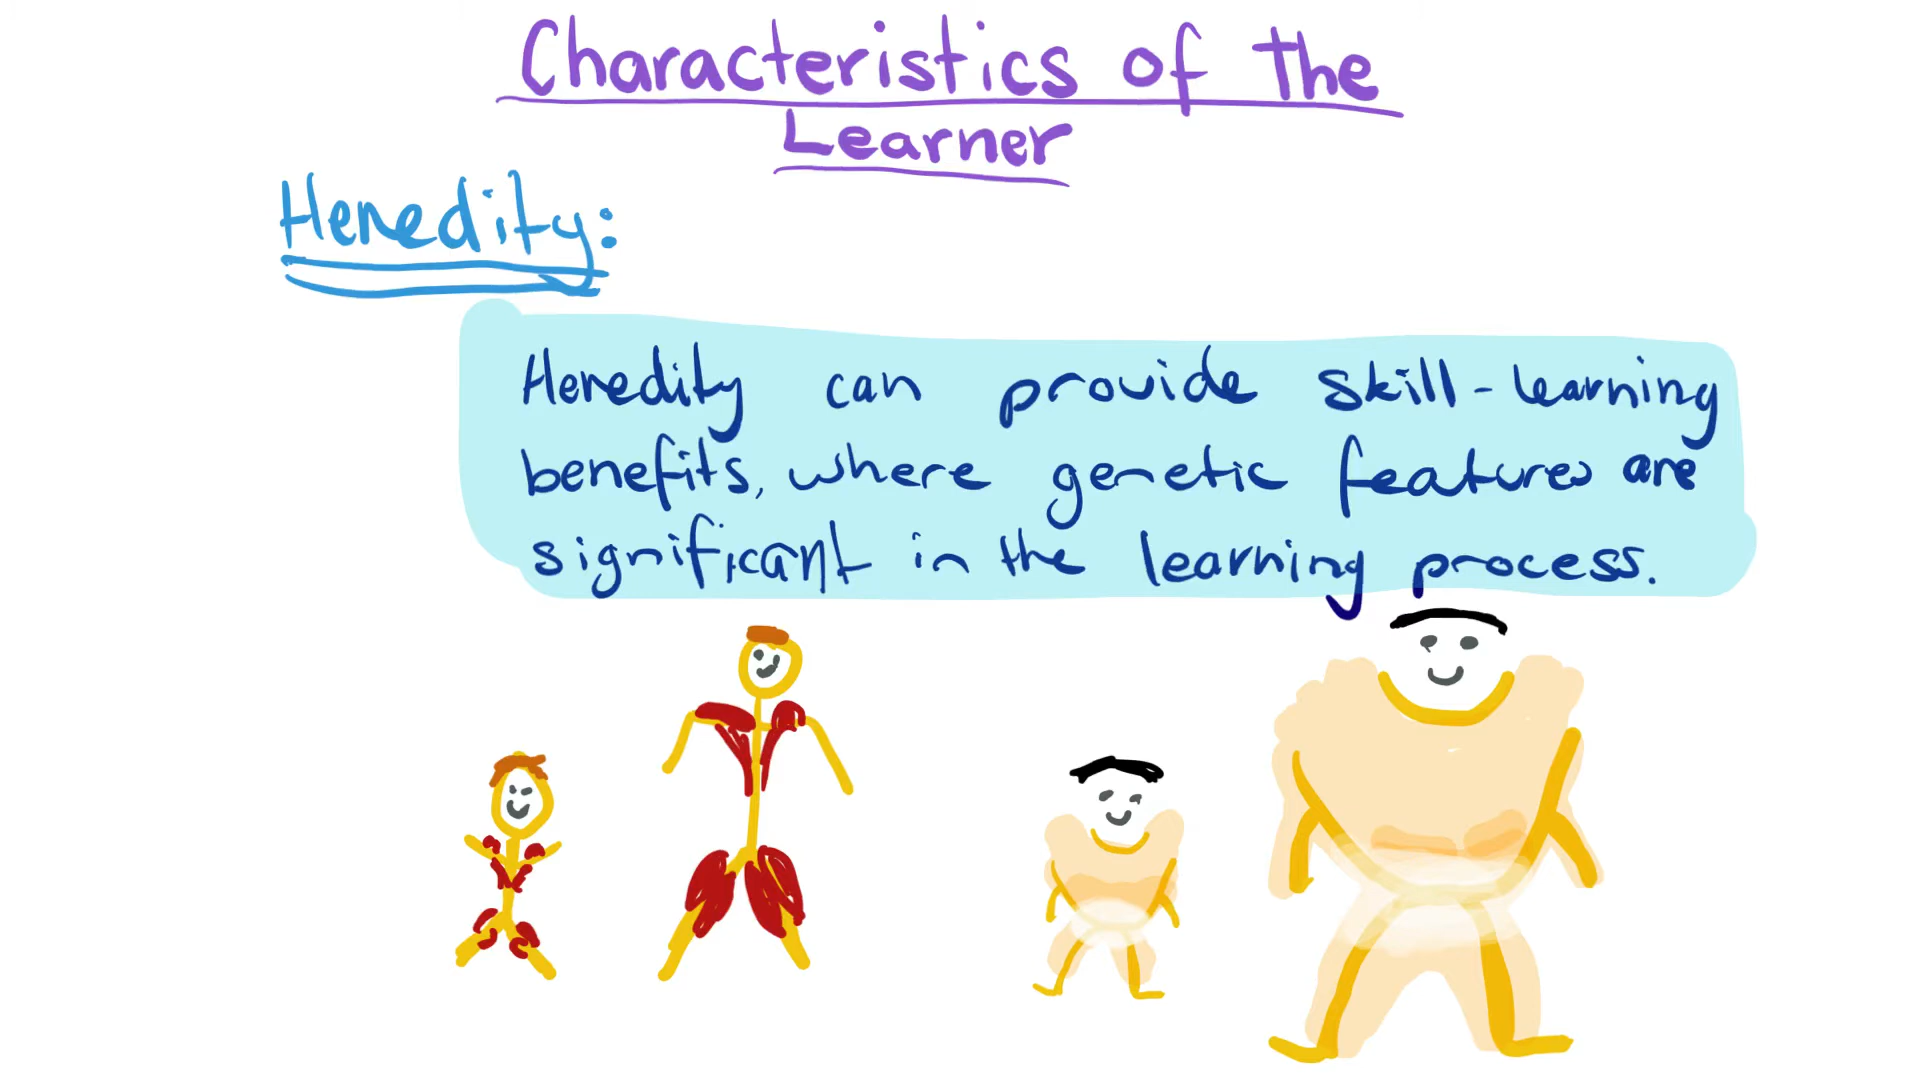 Characteristics of the
Learner
Heredity:
Heredity can provide skill-learning
benefits, where genetic features are
significant in the learning process.